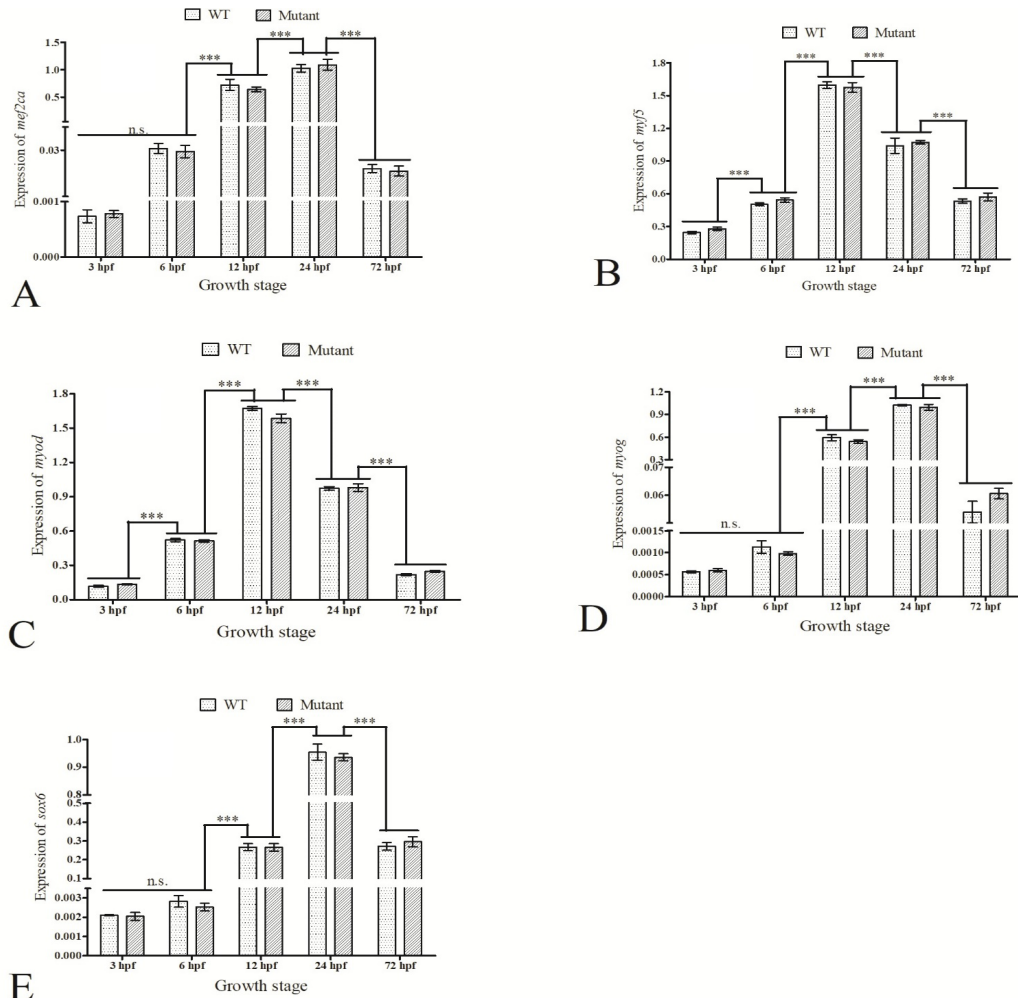 WT Mutant
Expression of mef2ca
1.5
1.0
0.5
0.03
0.001
0.000
n.s.
***
***
***
3 hpf 6 hpf 12 hpf 24 hpf 72 hpf
Growth stage
A
WT Mutant
Expression of myf5
1.8
1.5
1.2
0.9
0.6
0.3
0.0
***
***
***
***
3 hpf 6 hpf 12 hpf 24 hpf 72 hpf
Growth stage
B
WT Mutant
Expression of myod
1.8
1.5
1.2
0.9
0.6
0.3
0.0
***
***
***
***
3 hpf 6 hpf 12 hpf 24 hpf 72 hpf
Growth stage
C
WT Mutant
Expression of myog
1.2
0.9
0.6
0.3
0.07
0.06
0.0015
0.0010
0.0005
0.0000
n.s.
***
***
***
3 hpf 6 hpf 12 hpf 24 hpf 72 hpf
Growth stage
D
WT Mutant
Expression of sox6
1.0
0.9
0.8
0.5
0.4
0.3
0.2
0.1
0.003
0.002
0.001
0.000
n.s.
***
***
***
3 hpf 6 hpf 12 hpf 24 hpf 72 hpf
Growth stage
E